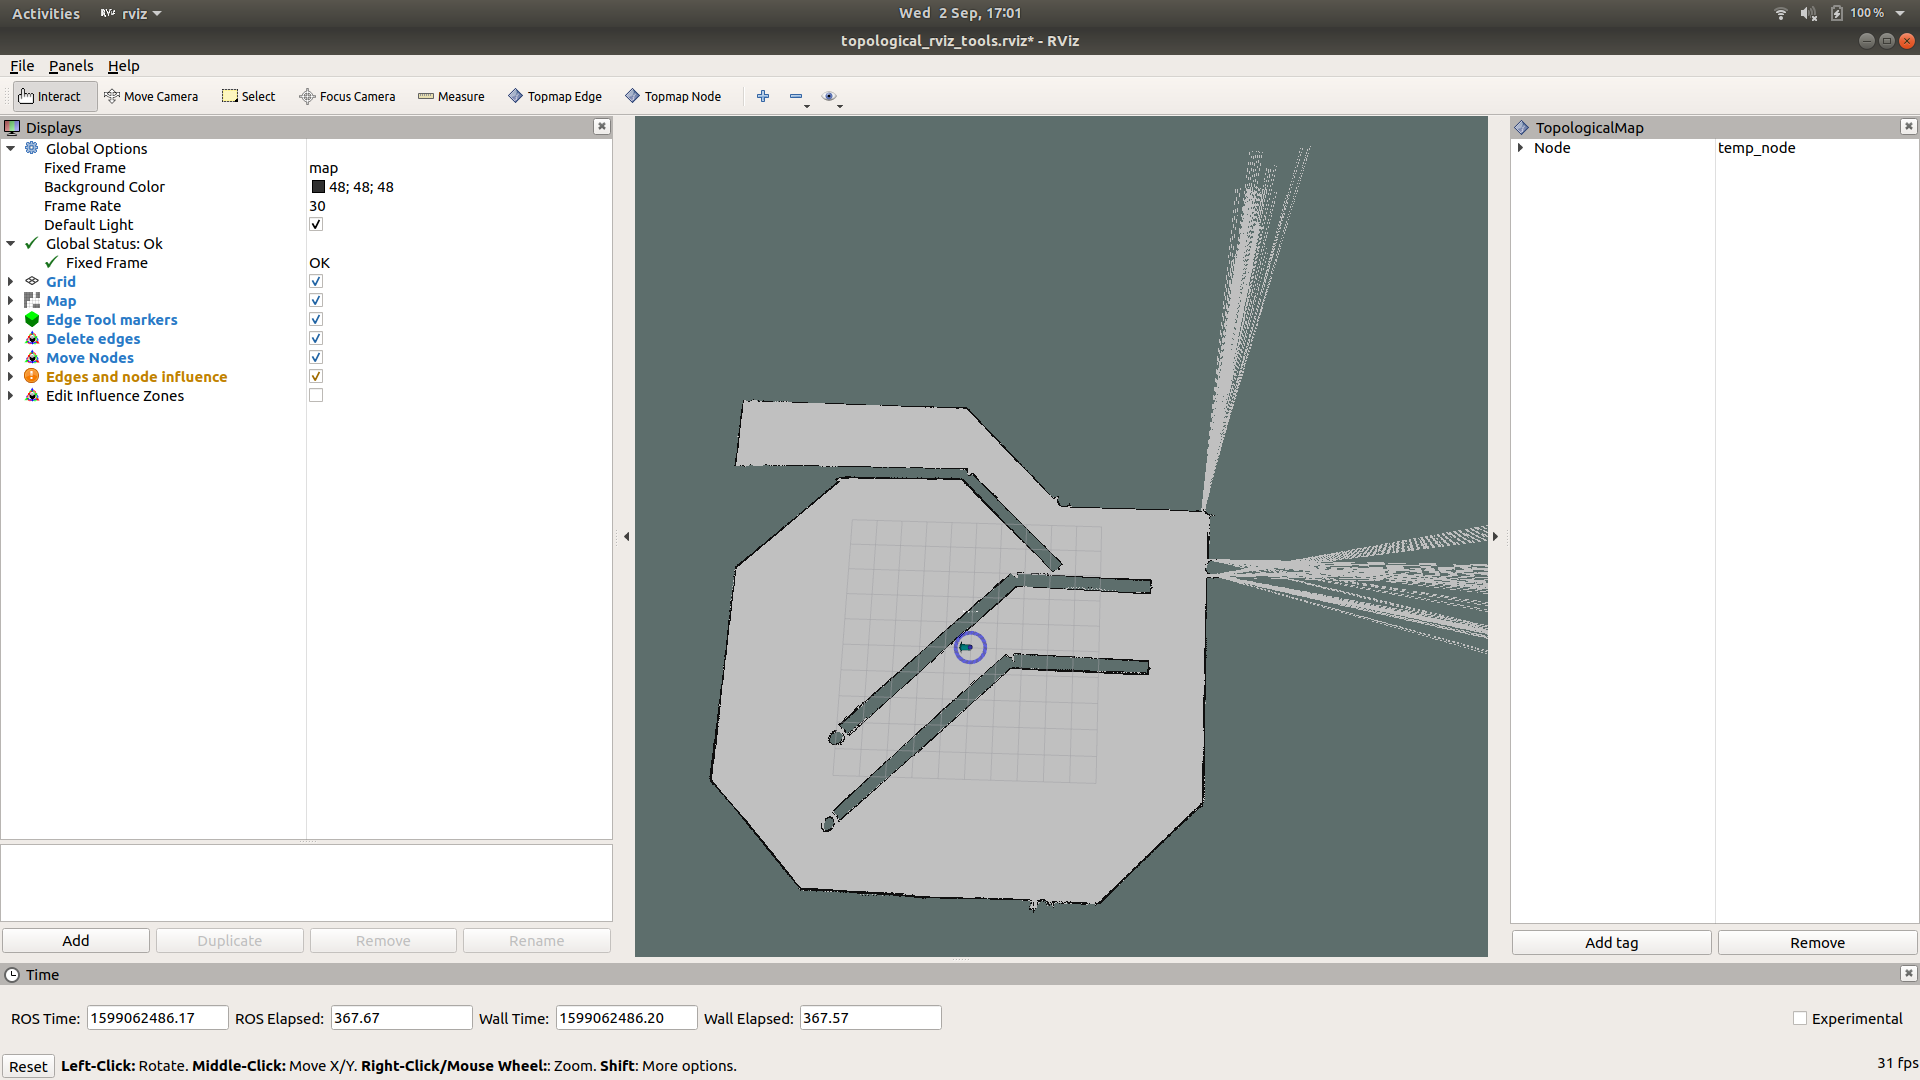 Activities RViz rviz Wed 2 Sep, 17:01 100 %
topological_rviz_tools.rviz* - RViz
File Panels Help
Interact Move Camera Select Focus Camera Measure Topmap Edge Topmap Node
Displays
Global Options
Fixed Frame map
Background Color 48; 48; 48
Frame Rate 30
Default Light
Global Status: Ok
Fixed Frame OK
Grid
Map
Edge Tool markers
Delete edges
Move Nodes
Edges and node influence
Edit Influence Zones
Add Duplicate Remove Rename
TopologicalMap
Node temp_node
Add tag Remove
Time
ROS Time: 1599062486.17 ROS Elapsed: 367.67 Wall Time: 1599062486.20 Wall Elapsed: 367.57 Experimental
Reset Left-Click: Rotate. Middle-Click: Move X/Y. Right-Click/Mouse Wheel:: Zoom. Shift: More options. 31 fps